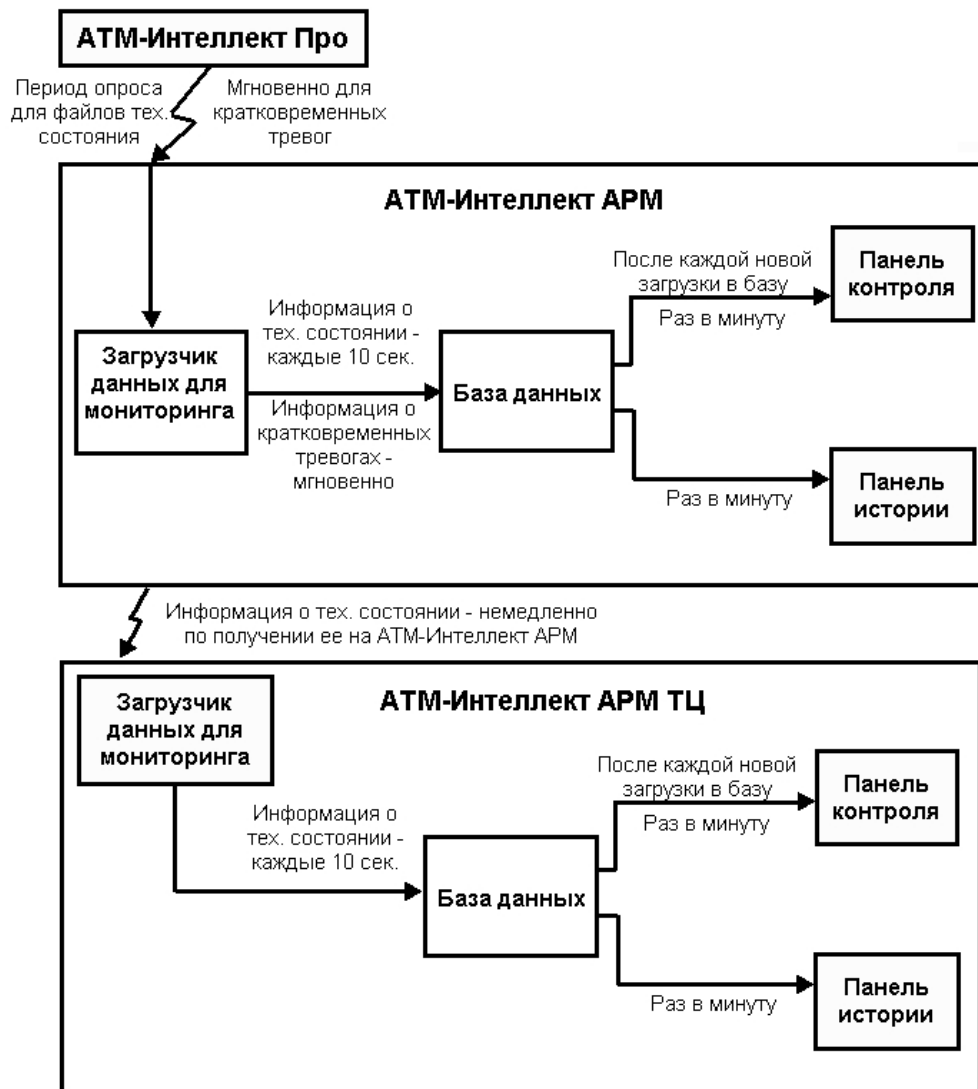 АТМ-Интеллект Про
Период опроса
для файлов тех.
состояния
Мгновенно для
кратковременных
тревог
АТМ-Интеллект АРМ
После каждой новой
загрузки в базу
Раз в минуту
Панель
контроля
Информация о
тех. состоянии -
каждые 10 сек.
Загрузчик
данных для
мониторинга
База данных
Информация о
кратковременных
тревогах -
мгновенно
Раз в минуту
Панель
истории
Информация о тех. состоянии - немедленно
по получении ее на АТМ-Интеллект АРМ
АТМ-Интеллект АРМ ТЦ
Загрузчик
данных для
мониторинга
После каждой новой
загрузки в базу
Раз в минуту
Панель
контроля
Информация о
тех. состоянии -
каждые 10 сек.
База данных
Раз в минуту
Панель
истории